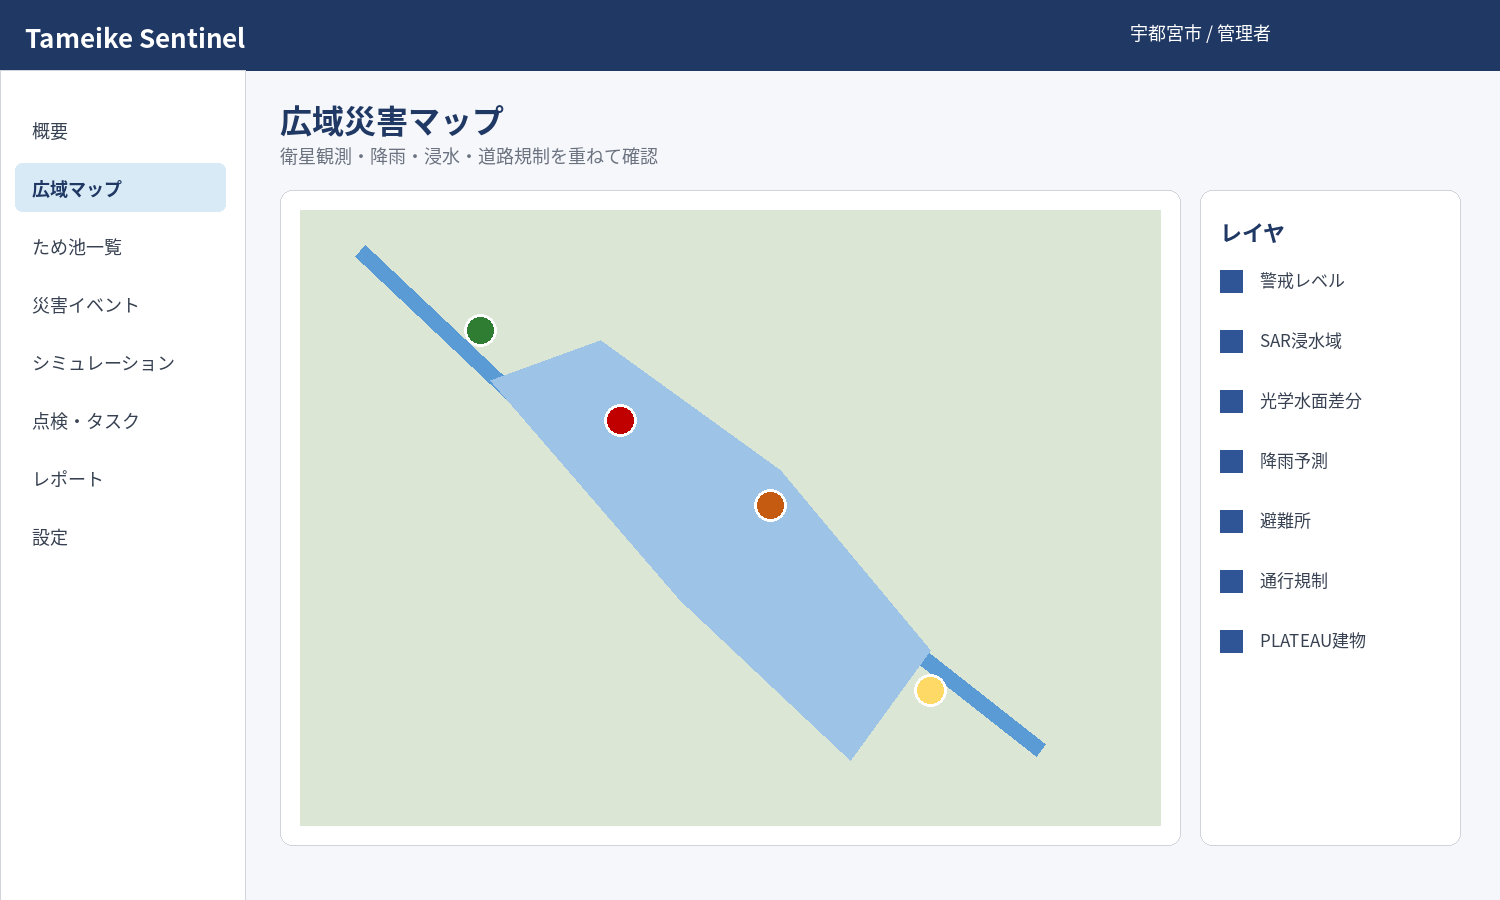 Tameike Sentinel
宇都宮市 / 管理者
概要
広域マップ
ため池一覧
災害イベント
シミュレーション
点検・タスク
レポート
設定
広域災害マップ
衛星観測・降雨・浸水・道路規制を重ねて確認
レイヤ
警戒レベル
SAR浸水域
光学水面差分
降雨予測
避難所
通行規制
PLATEAU建物